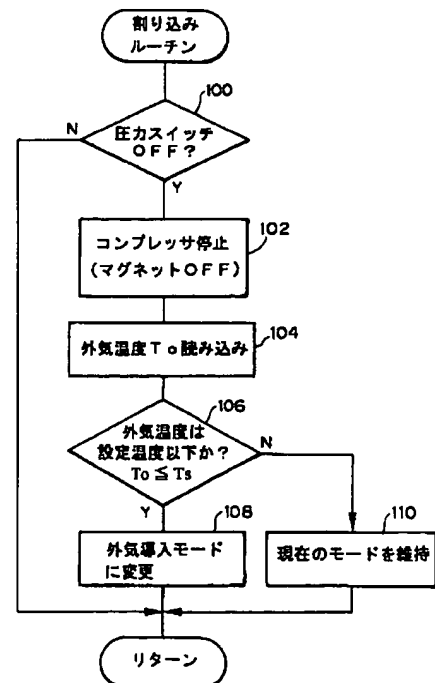 割り込み
ルーチン
100
圧力スイッチ
OFF?
N
Y
コンプレッサ停止
(マグネットOFF)
102
外気温度To読み込み
104
106
外気温度は
設定温度以下か?
To≦Ts
N
Y
108
外気導入モード
に変更
110
現在のモードを維持
リターン